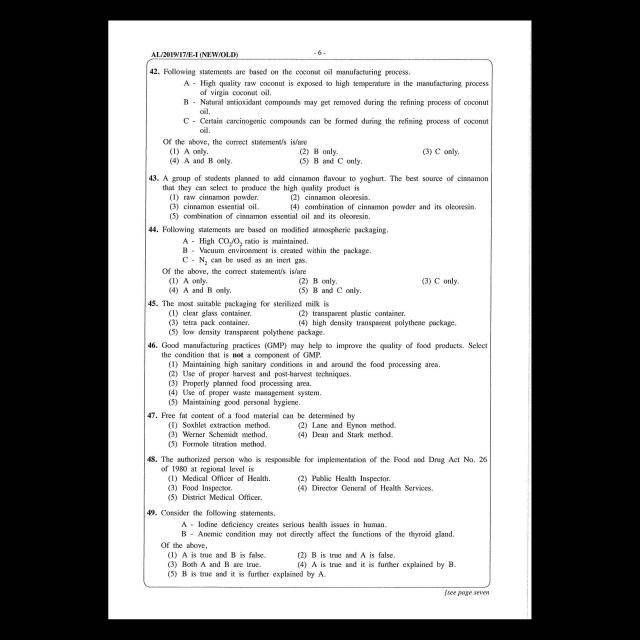 AL/2019/17/E-I (NEW/OLD)
- 6 -
42. Following statements are based on the coconut oil manufacturing process.
A - High quality raw coconut is exposed to high temperature in the manufacturing process
of virgin coconut oil.
B - Natural antioxidant compounds may get removed during the refining process of coconut
oil.
C - Certain carcinogenic compounds can be formed during the refining process of coconut
oil.
Of the above, the correct statement/s is/are
(1) A only. (2) B only. (3) C only.
(4) A and B only. (5) B and C only.
43. A group of students planned to add cinnamon flavour to yoghurt. The best source of cinnamon
that they can select to produce the high quality product is
(1) raw cinnamon powder. (2) cinnamon oleoresin.
(3) cinnamon essential oil. (4) combination of cinnamon powder and its oleoresin.
(5) combination of cinnamon essential oil and its oleoresin.
44. Following statements are based on modified atmospheric packaging.
A - High CO₂/O₂ ratio is maintained.
B - Vacuum environment is created within the package.
C - N₂ can be used as an inert gas.
Of the above, the correct statement/s is/are
(1) A only. (2) B only. (3) C only.
(4) A and B only. (5) B and C only.
45. The most suitable packaging for sterilized milk is
(1) clear glass container. (2) transparent plastic container.
(3) tetra pack container. (4) high density transparent polythene package.
(5) low density transparent polythene package.
46. Good manufacturing practices (GMP) may help to improve the quality of food products. Select
the condition that is not a component of GMP.
(1) Maintaining high sanitary conditions in and around the food processing area.
(2) Use of proper harvest and post-harvest techniques.
(3) Properly planned food processing area.
(4) Use of proper waste management system.
(5) Maintaining good personal hygiene.
47. Free fat content of a food material can be determined by
(1) Soxhlet extraction method. (2) Lane and Eynon method.
(3) Werner Schemidt method. (4) Dean and Stark method.
(5) Formole titration method.
48. The authorized person who is responsible for implementation of the Food and Drug Act No. 26
of 1980 at regional level is
(1) Medical Officer of Health. (2) Public Health Inspector.
(3) Food Inspector. (4) Director General of Health Services.
(5) District Medical Officer.
49. Consider the following statements.
A - Iodine deficiency creates serious health issues in human.
B - Anemic condition may not directly affect the functions of the thyroid gland.
Of the above,
(1) A is true and B is false. (2) B is true and A is false.
(3) Both A and B are true. (4) A is true and it is further explained by B.
(5) B is true and it is further explained by A.
[see page seven